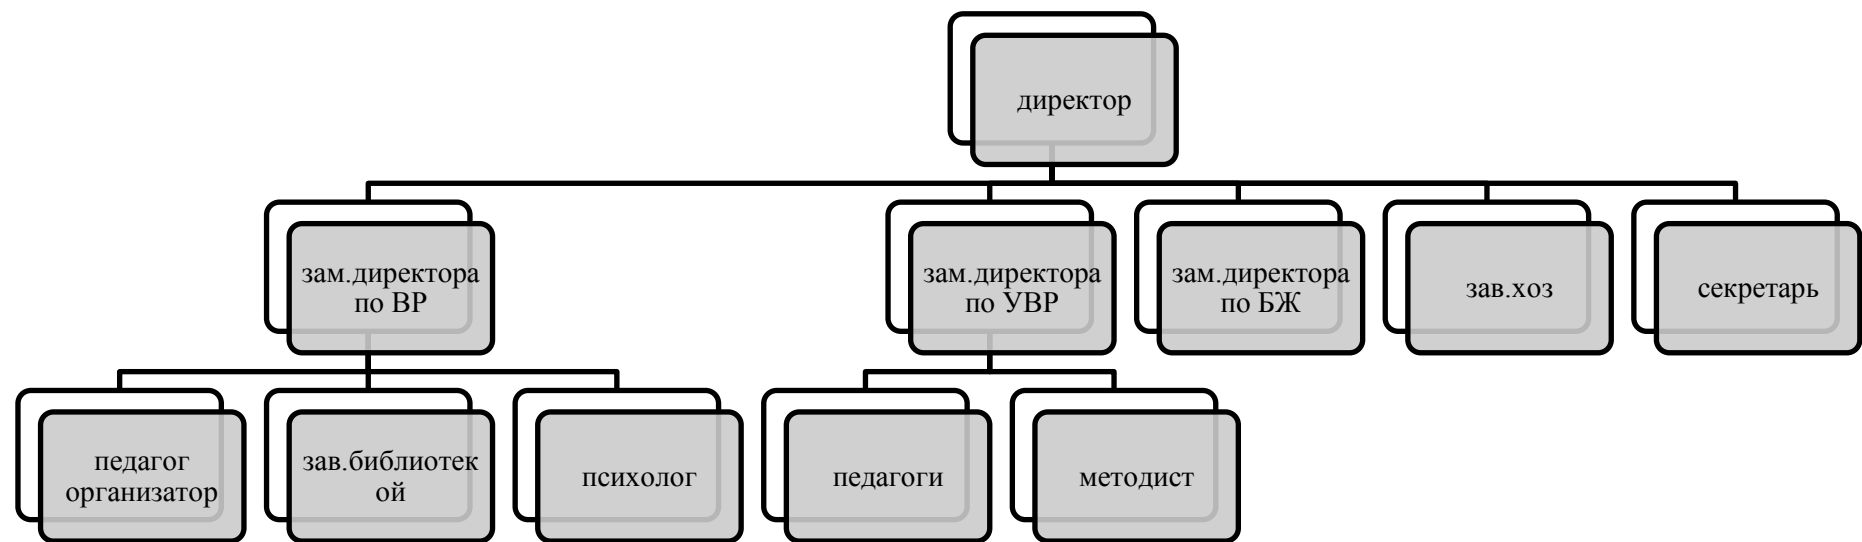 директор
зам.директора
по ВР
зам.директора
по УВР
зам.директора
по БЖ
зав.хоз
секретарь
педагог
организатор
зав.библиотек
ой
психолог
педагоги
методист